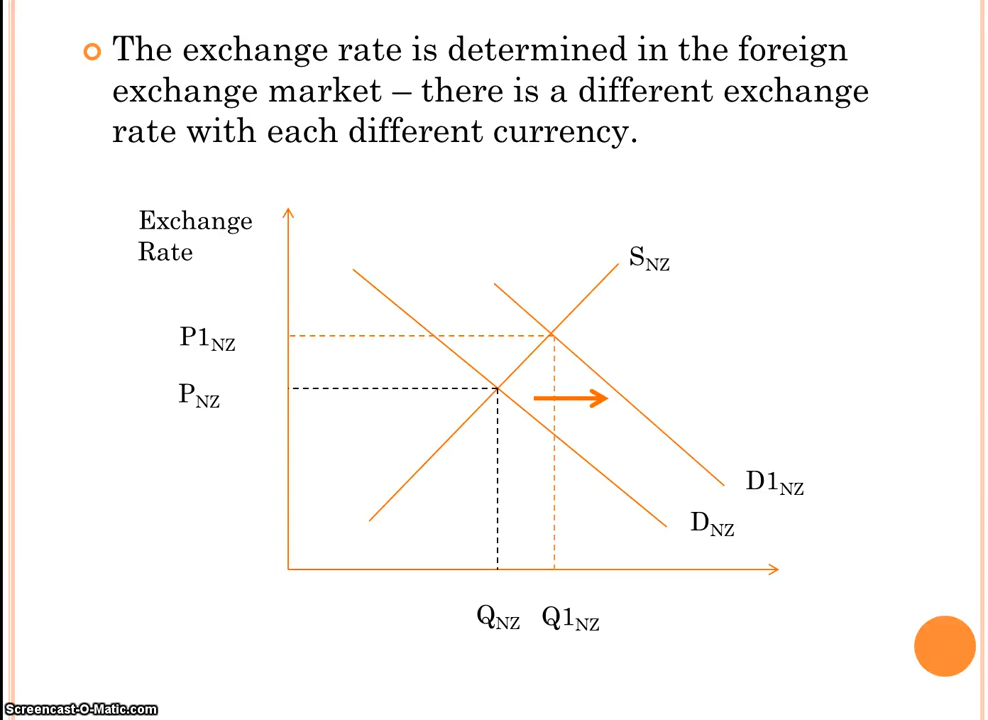 The exchange rate is determined in the foreign
exchange market – there is a different exchange
rate with each different currency.
Exchange
Rate
S_NZ
P1_NZ
P_NZ
D1_NZ
D_NZ
Q_NZ Q1_NZ
Screencast-O-Matic.com